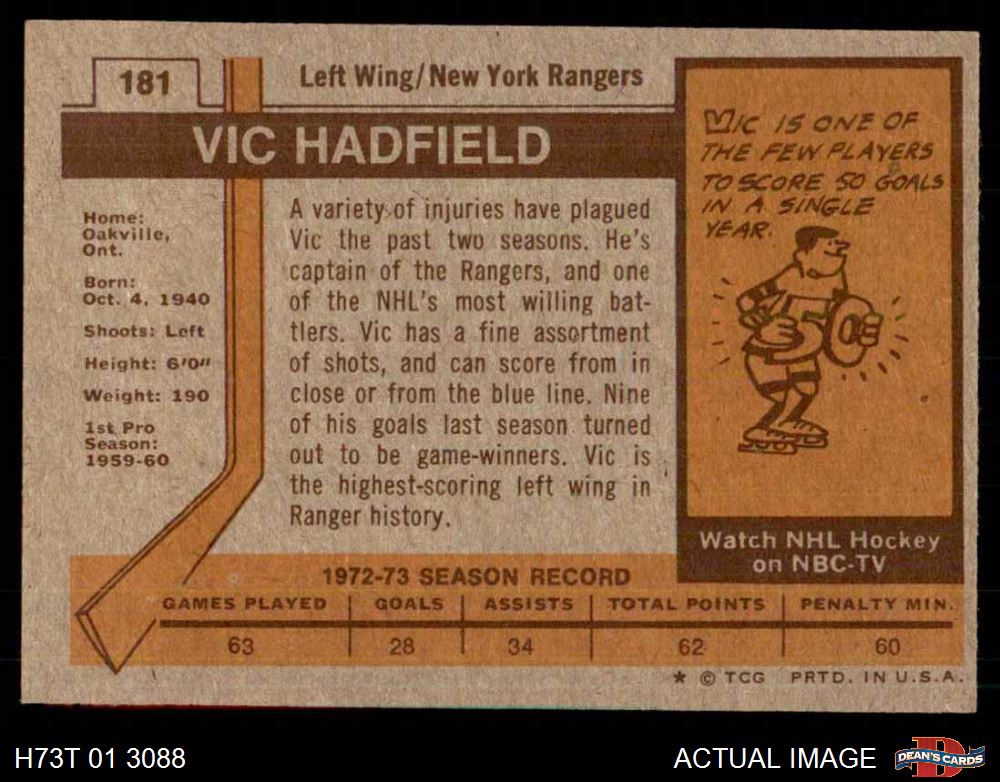 181
Left Wing/New York Rangers
VIC HADFIELD
Home:
Oakville,
Ont.
Born:
Oct. 4, 1940
Shoots: Left
Height: 6'0"
Weight: 190
1st Pro
Season:
1959-60
A variety of injuries have plagued
Vic the past two seasons. He's
captain of the Rangers, and one
of the NHL's most willing bat-
tlers. Vic has a fine assortment
of shots, and can score from in
close or from the blue line. Nine
of his goals last season turned
out to be game-winners. Vic is
the highest-scoring left wing in
Ranger history.
VIC IS ONE OF
THE FEW PLAYERS
TO SCORE 50 GOALS
IN A SINGLE
YEAR.
50
Watch NHL Hockey
on NBC-TV
1972-73 SEASON RECORD
GAMES PLAYED GOALS ASSISTS TOTAL POINTS PENALTY MIN.
63 28 34 62 60
* © TCG PRTD. IN U.S.A.
H73T 01 3088
ACTUAL IMAGE
D
DEAN'S CARDS